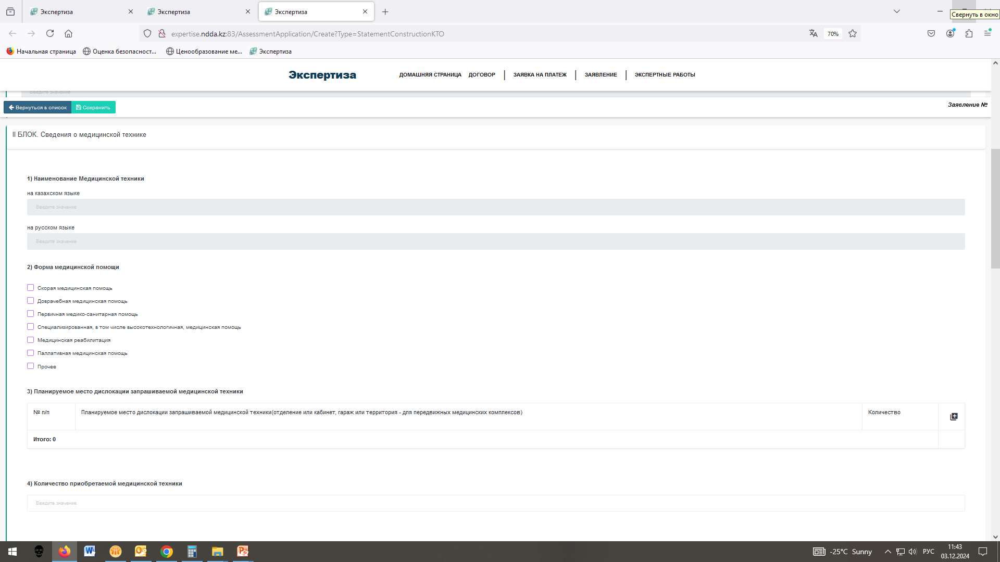 Экспертиза
Экспертиза
Экспертиза
Свернуть в окно
expertise.ndda.kz:83/AssessmentApplication/Create?Type=StatementConstructionKTO
70%
Начальная страница
Оценка безопасност...
Ценообразование ме...
Экспертиза
Экспертиза
ДОМАШНЯЯ СТРАНИЦА
ДОГОВОР
ЗАЯВКА НА ПЛАТЕЖ
ЗАЯВЛЕНИЕ
ЭКСПЕРТНЫЕ РАБОТЫ
Введите значение
Вернуться в список
Сохранить
Заявление №
II БЛОК. Сведения о медицинской технике
1) Наименование Медицинской техники
на казахском языке
Введите значение
на русском языке
Введите значение
2) Форма медицинской помощи
Скорая медицинская помощь
Доврачебная медицинская помощь
Первичная медико-санитарная помощь
Специализированная, в том числе высокотехнологичная, медицинская помощь
Медицинская реабилитация
Паллативная медицинская помощь
Прочее
3) Планируемое место дислокации запрашиваемой медицинской техники
№ п/п
Планируемое место дислокации запрашиваемой медицинской техники(отделение или кабинет, гараж или территория - для передвижных медицинских комплексов)
Количество
Итого: 0
4) Количество приобретаемой медицинской техники
Введите значение
-25°C Sunny
РУС
11:43
03.12.2024